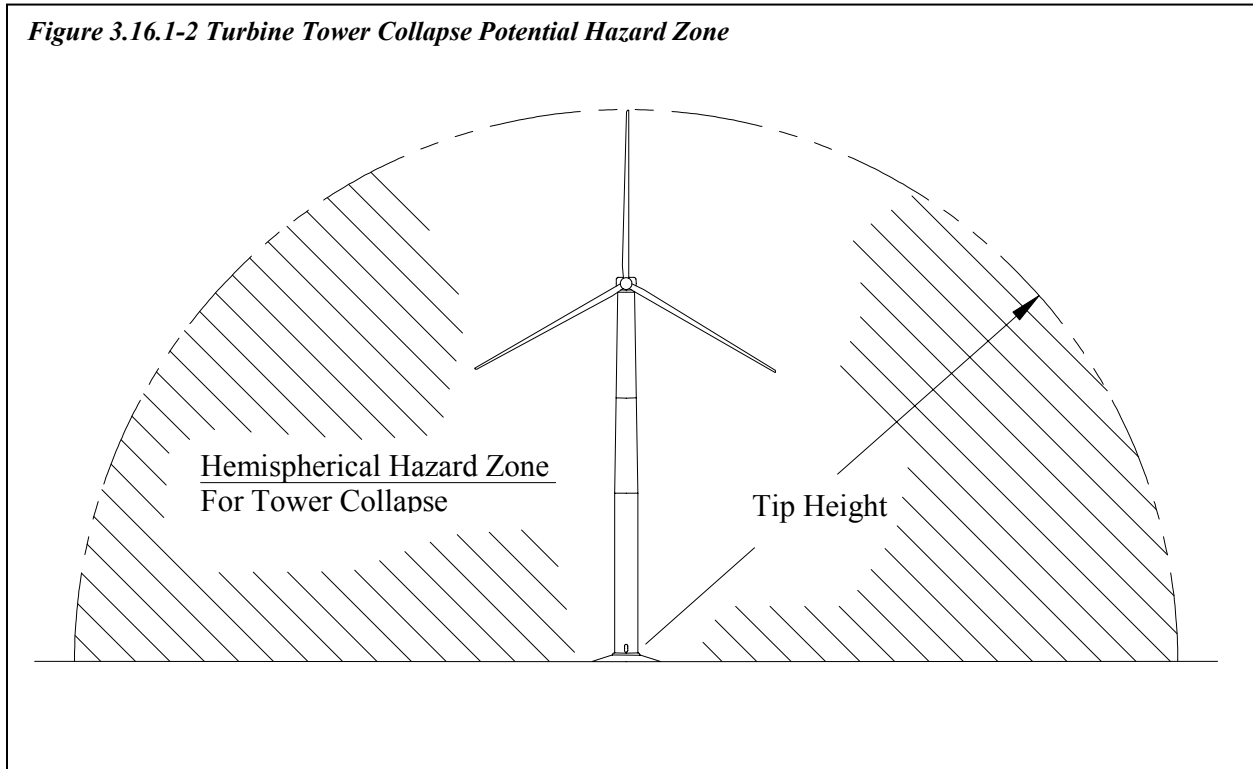 Figure 3.16.1-2 Turbine Tower Collapse Potential Hazard Zone
Hemispherical Hazard Zone
For Tower Collapse
Tip Height